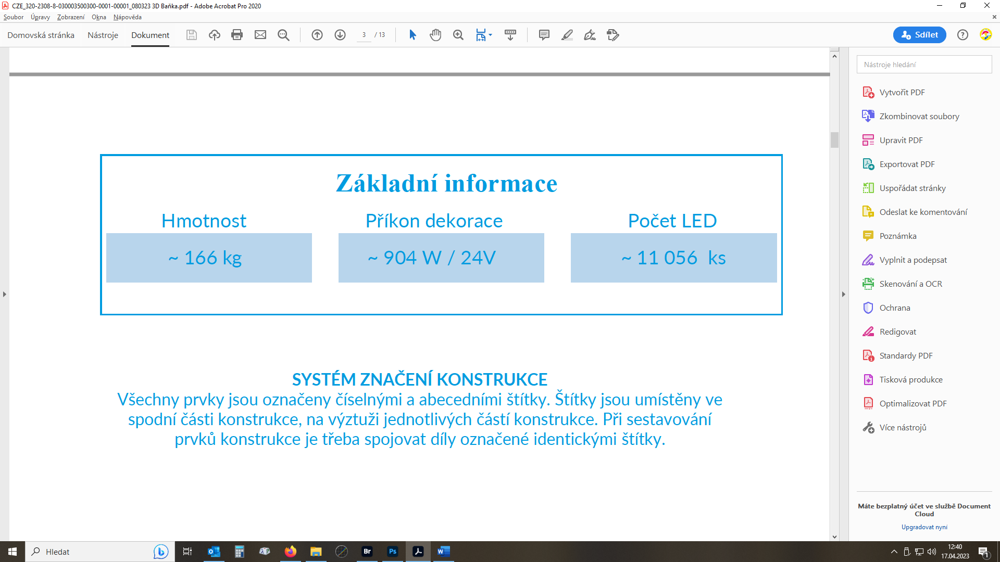 CZE_320-2308-8-030003500300-0001-00001_080323 3D Baňka.pdf - Adobe Acrobat Pro 2020
Soubor Úpravy Zobrazení Okna Nápověda
Domovská stránka Nástroje Dokument 3 / 13 Sdílet
Nástroje hledání
Vytvořit PDF
Zkombinovat soubory
Upravit PDF
Exportovat PDF
Uspořádat stránky
Odeslat ke komentování
Poznámka
Vyplnit a podepsat
Skenování a OCR
Ochrana
Redigovat
Standardy PDF
Tisková produkce
Optimalizovat PDF
Více nástrojů
Máte bezplatný účet ve službě Document
Cloud
Upgradovat nyní
Základní informace
Hmotnost Příkon dekorace Počet LED
~ 166 kg ~ 904 W / 24V ~ 11 056 ks
SYSTÉM ZNAČENÍ KONSTRUKCE
Všechny prvky jsou označeny číselnými a abecedními štítky. Štítky jsou umístěny ve
spodní části konstrukce, na výztuži jednotlivých částí konstrukce. Při sestavování
prvků konstrukce je třeba spojovat díly označené identickými štítky.
Hledat
Br
Ps
12:40
17.04.2023
1